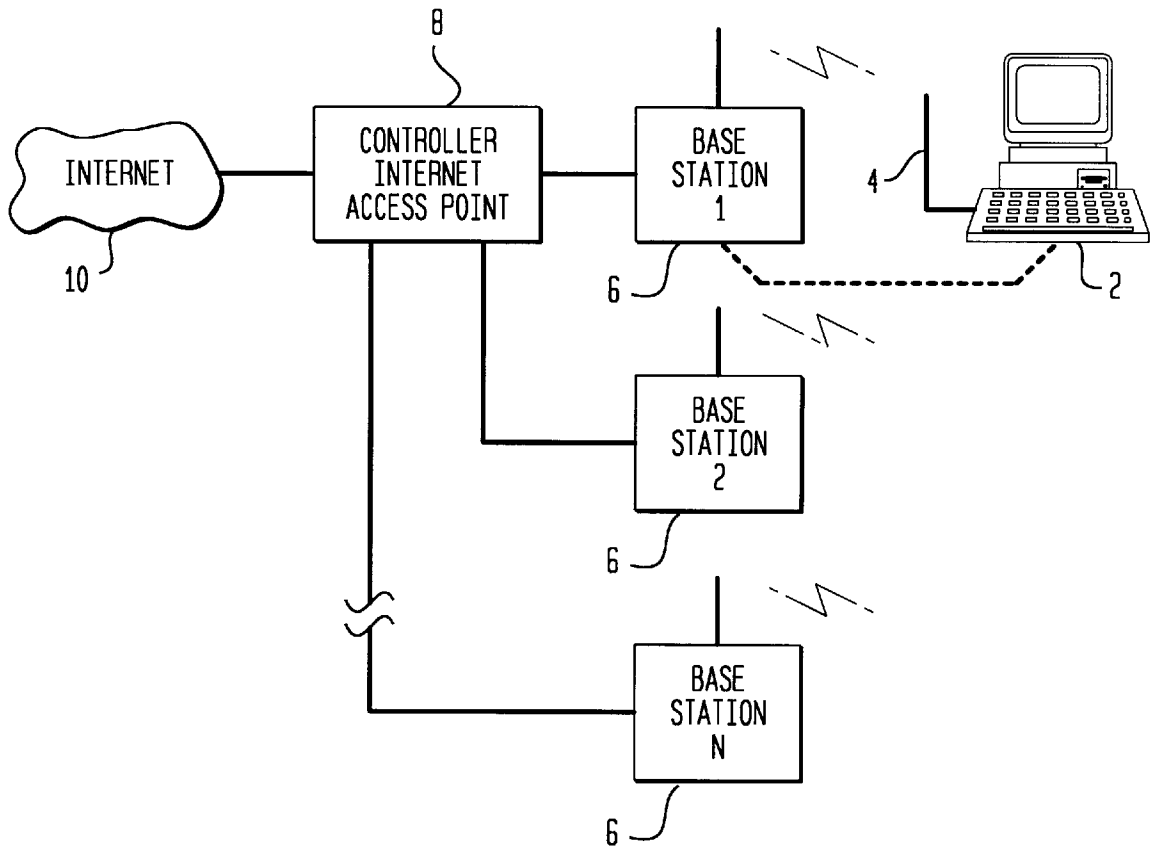 8
INTERNET
10
CONTROLLER
INTERNET
ACCESS POINT
BASE
STATION
1
6
4
2
BASE
STATION
2
6
BASE
STATION
N
6